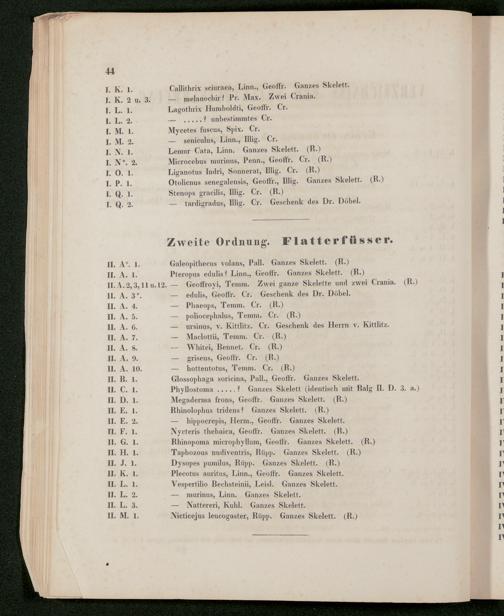 44
I. K. 1. Callithrix sciurea, Linn., Geoffr. Ganzes Skelett.
I. K. 2 u. 3. — melanochir? Pr. Max. Zwei Crania.
I. L. 1. Lagothrix Humboldti, Geoffr. Cr.
I. L. 2. — .....? unbestimmtes Cr.
I. M. 1. Mycetes fuscus, Spix. Cr.
I. M. 2. — seniculus, Linn., Illig. Cr.
I. N. 1. Lemur Cata, Linn. Ganzes Skelett. (R.)
I. N*. 2. Microcebus murinus, Penn., Geoffr. Cr. (R.)
I. O. 1. Liganotus Indri, Sonnerat, Illig. Cr. (R.)
I. P. 1. Otolicnus senegalensis, Geoffr., Illig. Ganzes Skelett. (R.)
I. Q. 1. Stenops gracilis, Illig. Cr. (R.)
I. Q. 2. — tardigradus, Illig. Cr. Geschenk des Dr. Döbel.
Zweite Ordnung. Flatterfüsser.
II. A*. 1. Galeopithecus volans, Pall. Ganzes Skelett. (R.)
II. A. 1. Pteropus edulis? Linn., Geoffr. Ganzes Skelett. (R.)
II. A. 2, 3, 11 u. 12. — Geoffroyi, Temm. Zwei ganze Skelette und zwei Crania. (R.)
II. A. 3*. — edulis, Geoffr. Cr. Geschenk des Dr. Döbel.
II. A. 4. — Phaeops, Temm. Cr. (R.)
II. A. 5. — poliocephalus, Temm. Cr. (R.)
II. A. 6. — ursinus, v. Kittlitz. Cr. Geschenk des Herrn v. Kittlitz.
II. A. 7. — Maclottii, Temm. Cr. (R.)
II. A. 8. — Whitei, Bennet. Cr. (R.)
II. A. 9. — griseus, Geoffr. Cr. (R.)
II. A. 10. — hottentotus, Temm. Cr. (R.)
II. B. 1. Glossophaga soricina, Pall., Geoffr. Ganzes Skelett.
II. C. 1. Phyllostoma .....? Ganzes Skelett (identisch mit Balg II. D. 3. a.)
II. D. 1. Megaderma frons, Geoffr. Ganzes Skelett. (R.)
II. E. 1. Rhinolophus tridens? Ganzes Skelett. (R.)
II. E. 2. — hippocrepis, Herm., Geoffr. Ganzes Skelett.
II. F. 1. Nycteris thebaica, Geoffr. Ganzes Skelett. (R.)
II. G. 1. Rhinopoma microphyllum, Geoffr. Ganzes Skelett. (R.)
II. H. 1. Taphozous nudiventris, Rüpp. Ganzes Skelett. (R.)
II. J. 1. Dysopes pumilus, Rüpp. Ganzes Skelett. (R.)
II. K. 1. Plecotus auritus, Linn., Geoffr. Ganzes Skelett.
II. L. 1. Vespertilio Bechsteinii, Leisl. Ganzes Skelett.
II. L. 2. — murinus, Linn. Ganzes Skelett.
II. L. 3. — Nattereri, Kuhl. Ganzes Skelett.
II. M. 1. Nicticejus leucogaster, Rüpp. Ganzes Skelett. (R.)